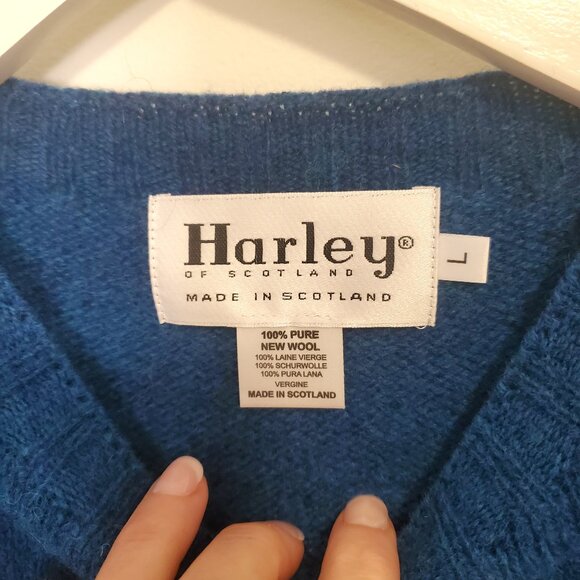 Harley®
OF SCOTLAND
MADE IN SCOTLAND
L
100% PURE
NEW WOOL
100% LAINE VIERGE
100% SCHURWOLLE
100% PURA LANA
VERGINE
MADE IN SCOTLAND